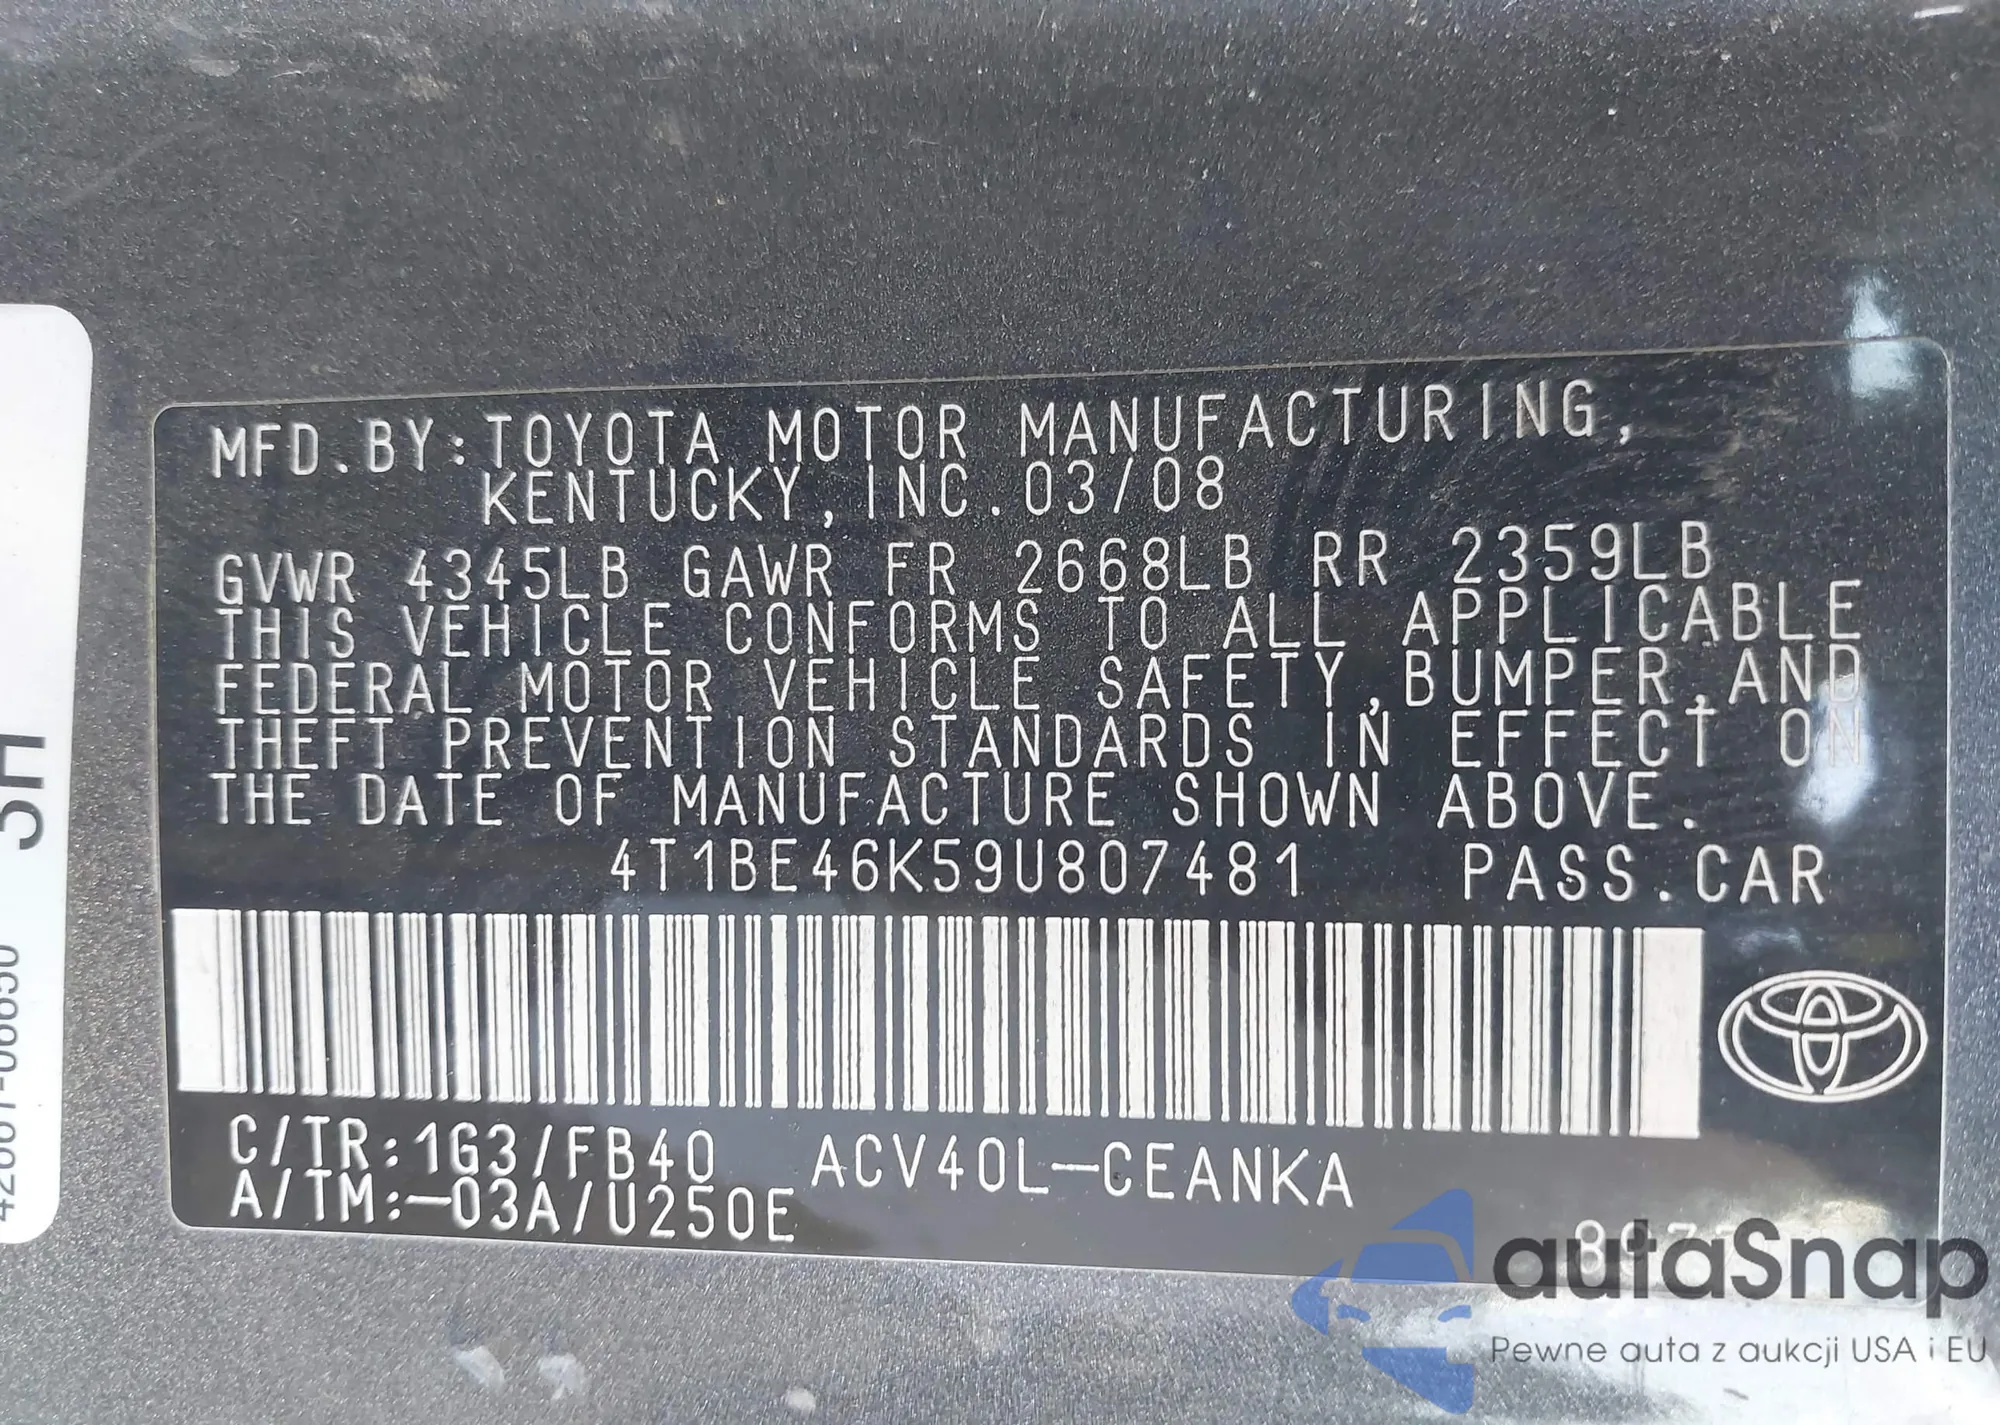 MFD.BY:TOYOTA MOTOR MANUFACTURING,
KENTUCKY, INC.03/08
GVWR 4345LB GAWR FR 2668LB RR 2359LB
THIS VEHICLE CONFORMS TO ALL APPLICABLE
FEDERAL MOTOR VEHICLE SAFETY,BUMPER,AND
THEFT PREVENTION STANDARDS IN EFFECT ON
THE DATE OF MANUFACTURE SHOWN ABOVE.
4T1BE46K59U807481 PASS.CAR
C/TR:1G3/FB40 ACV40L-CEANKA
A/TM:-03A/U250E
autoSnap
Pewne auta z aukcji USA i EU